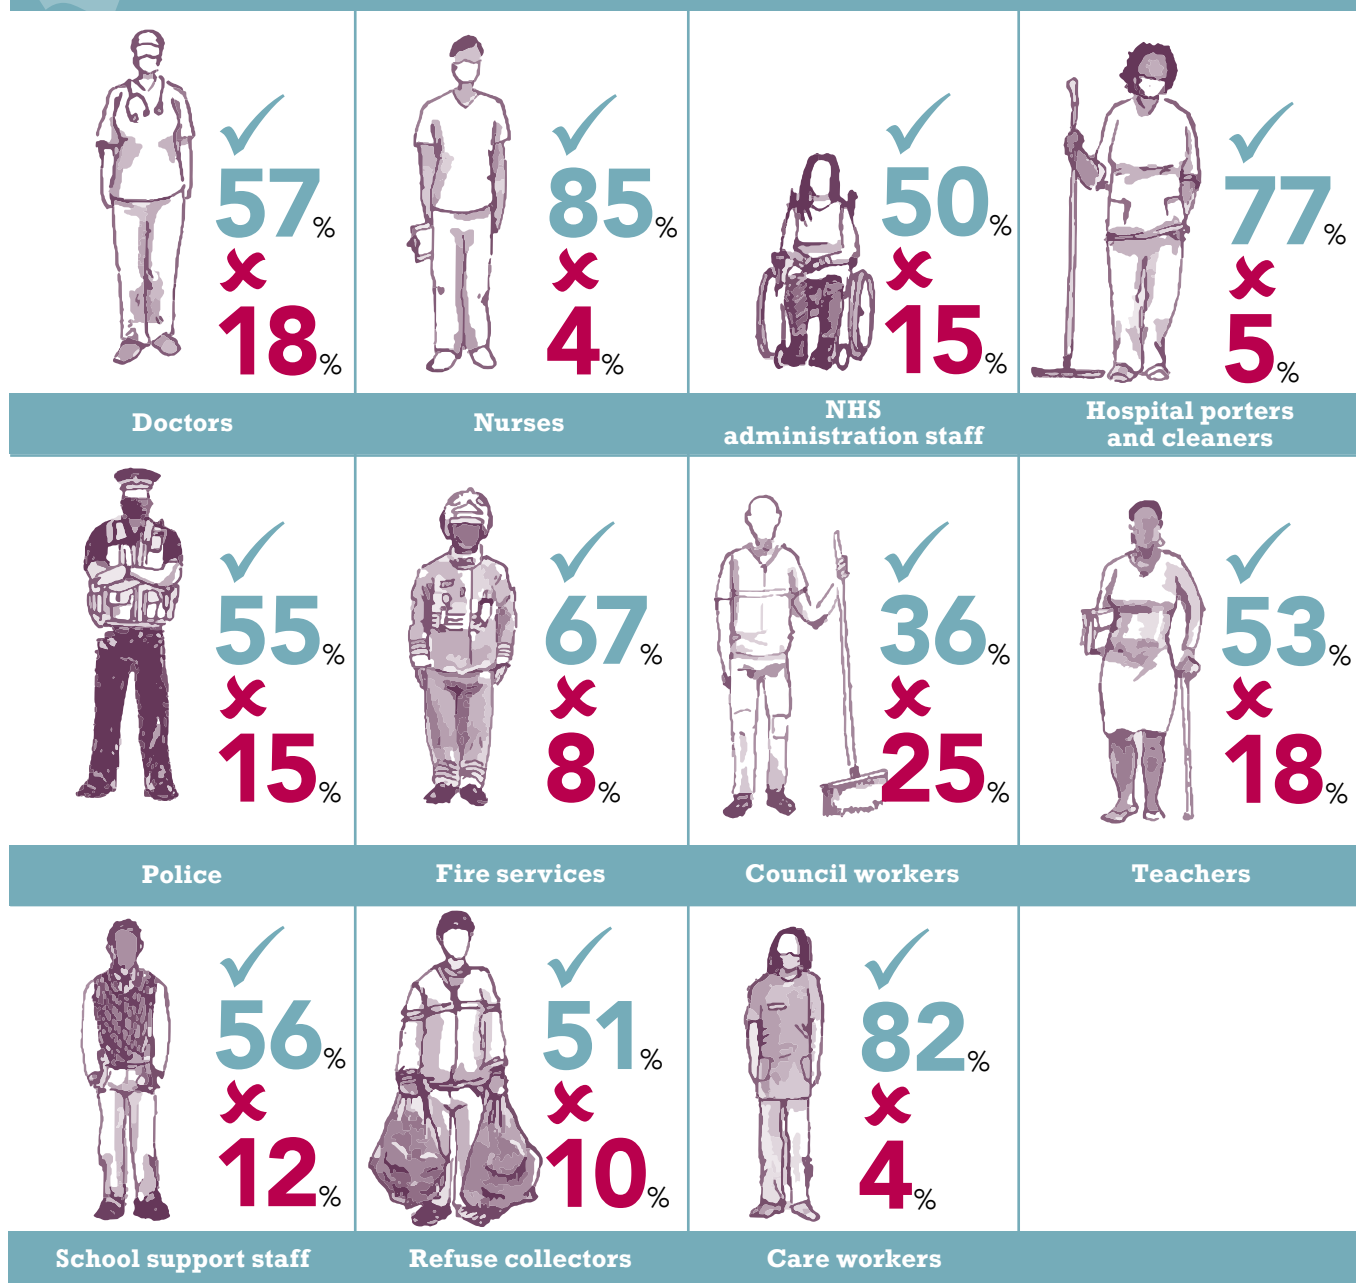 57%
18%
85%
4%
50%
15%
77%
5%
Doctors
Nurses
NHS
administration staff
Hospital porters
and cleaners
55%
15%
67%
8%
36%
25%
53%
18%
Police
Fire services
Council workers
Teachers
56%
12%
51%
10%
82%
4%
School support staff
Refuse collectors
Care workers